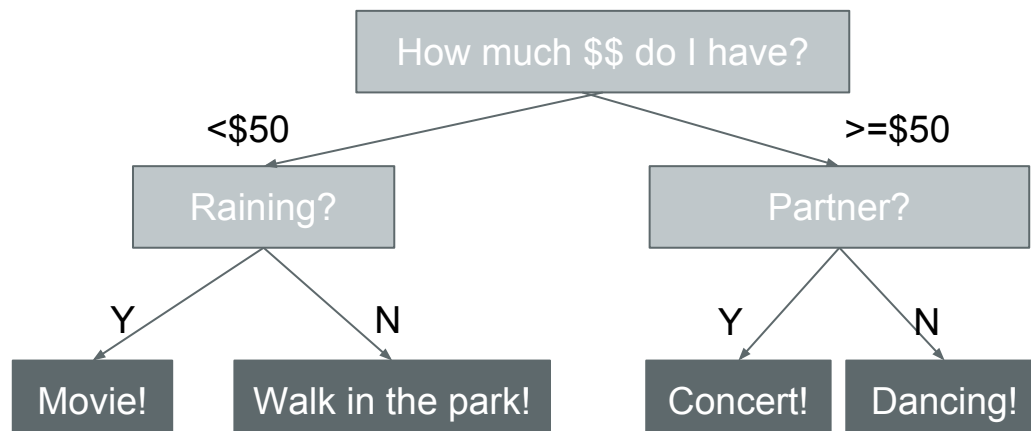 How much $$ do I have?
<$50
>=$50
Raining?
Partner?
Y
N
Y
N
Movie!
Walk in the park!
Concert!
Dancing!